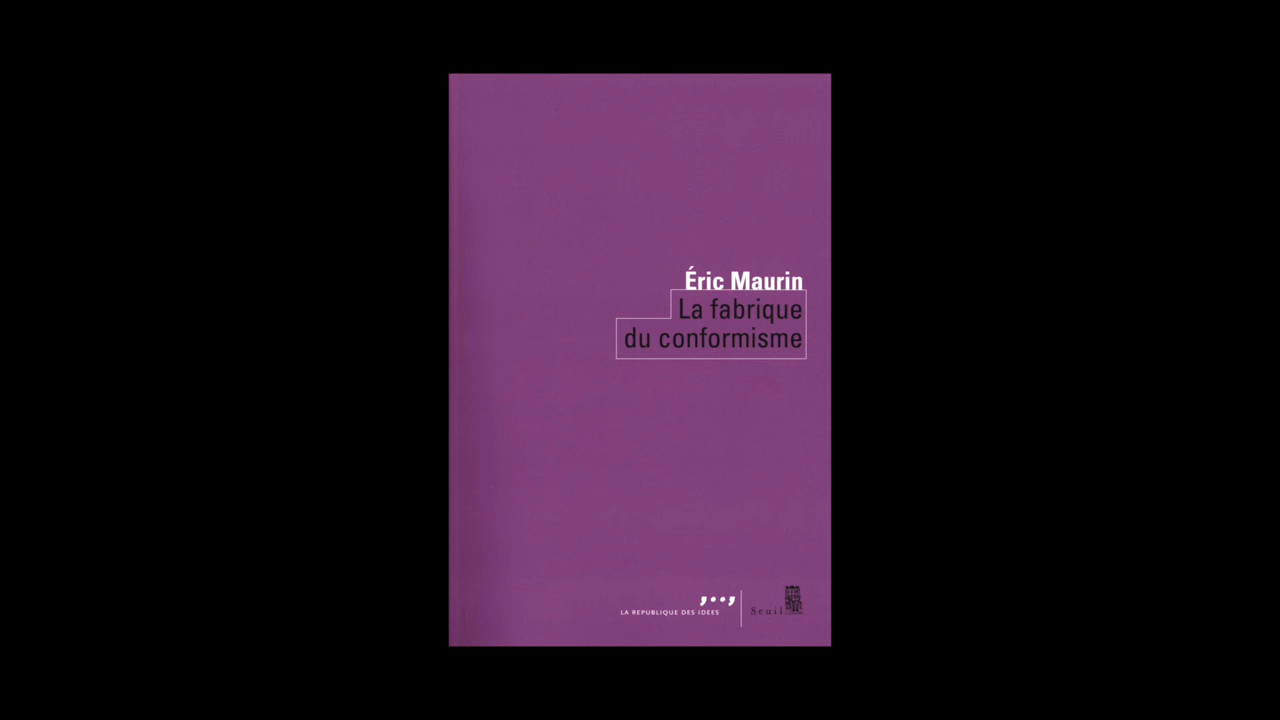 Éric Maurin
La fabrique
du conformisme
LA REPUBLIQUE DES IDEES
Seuil